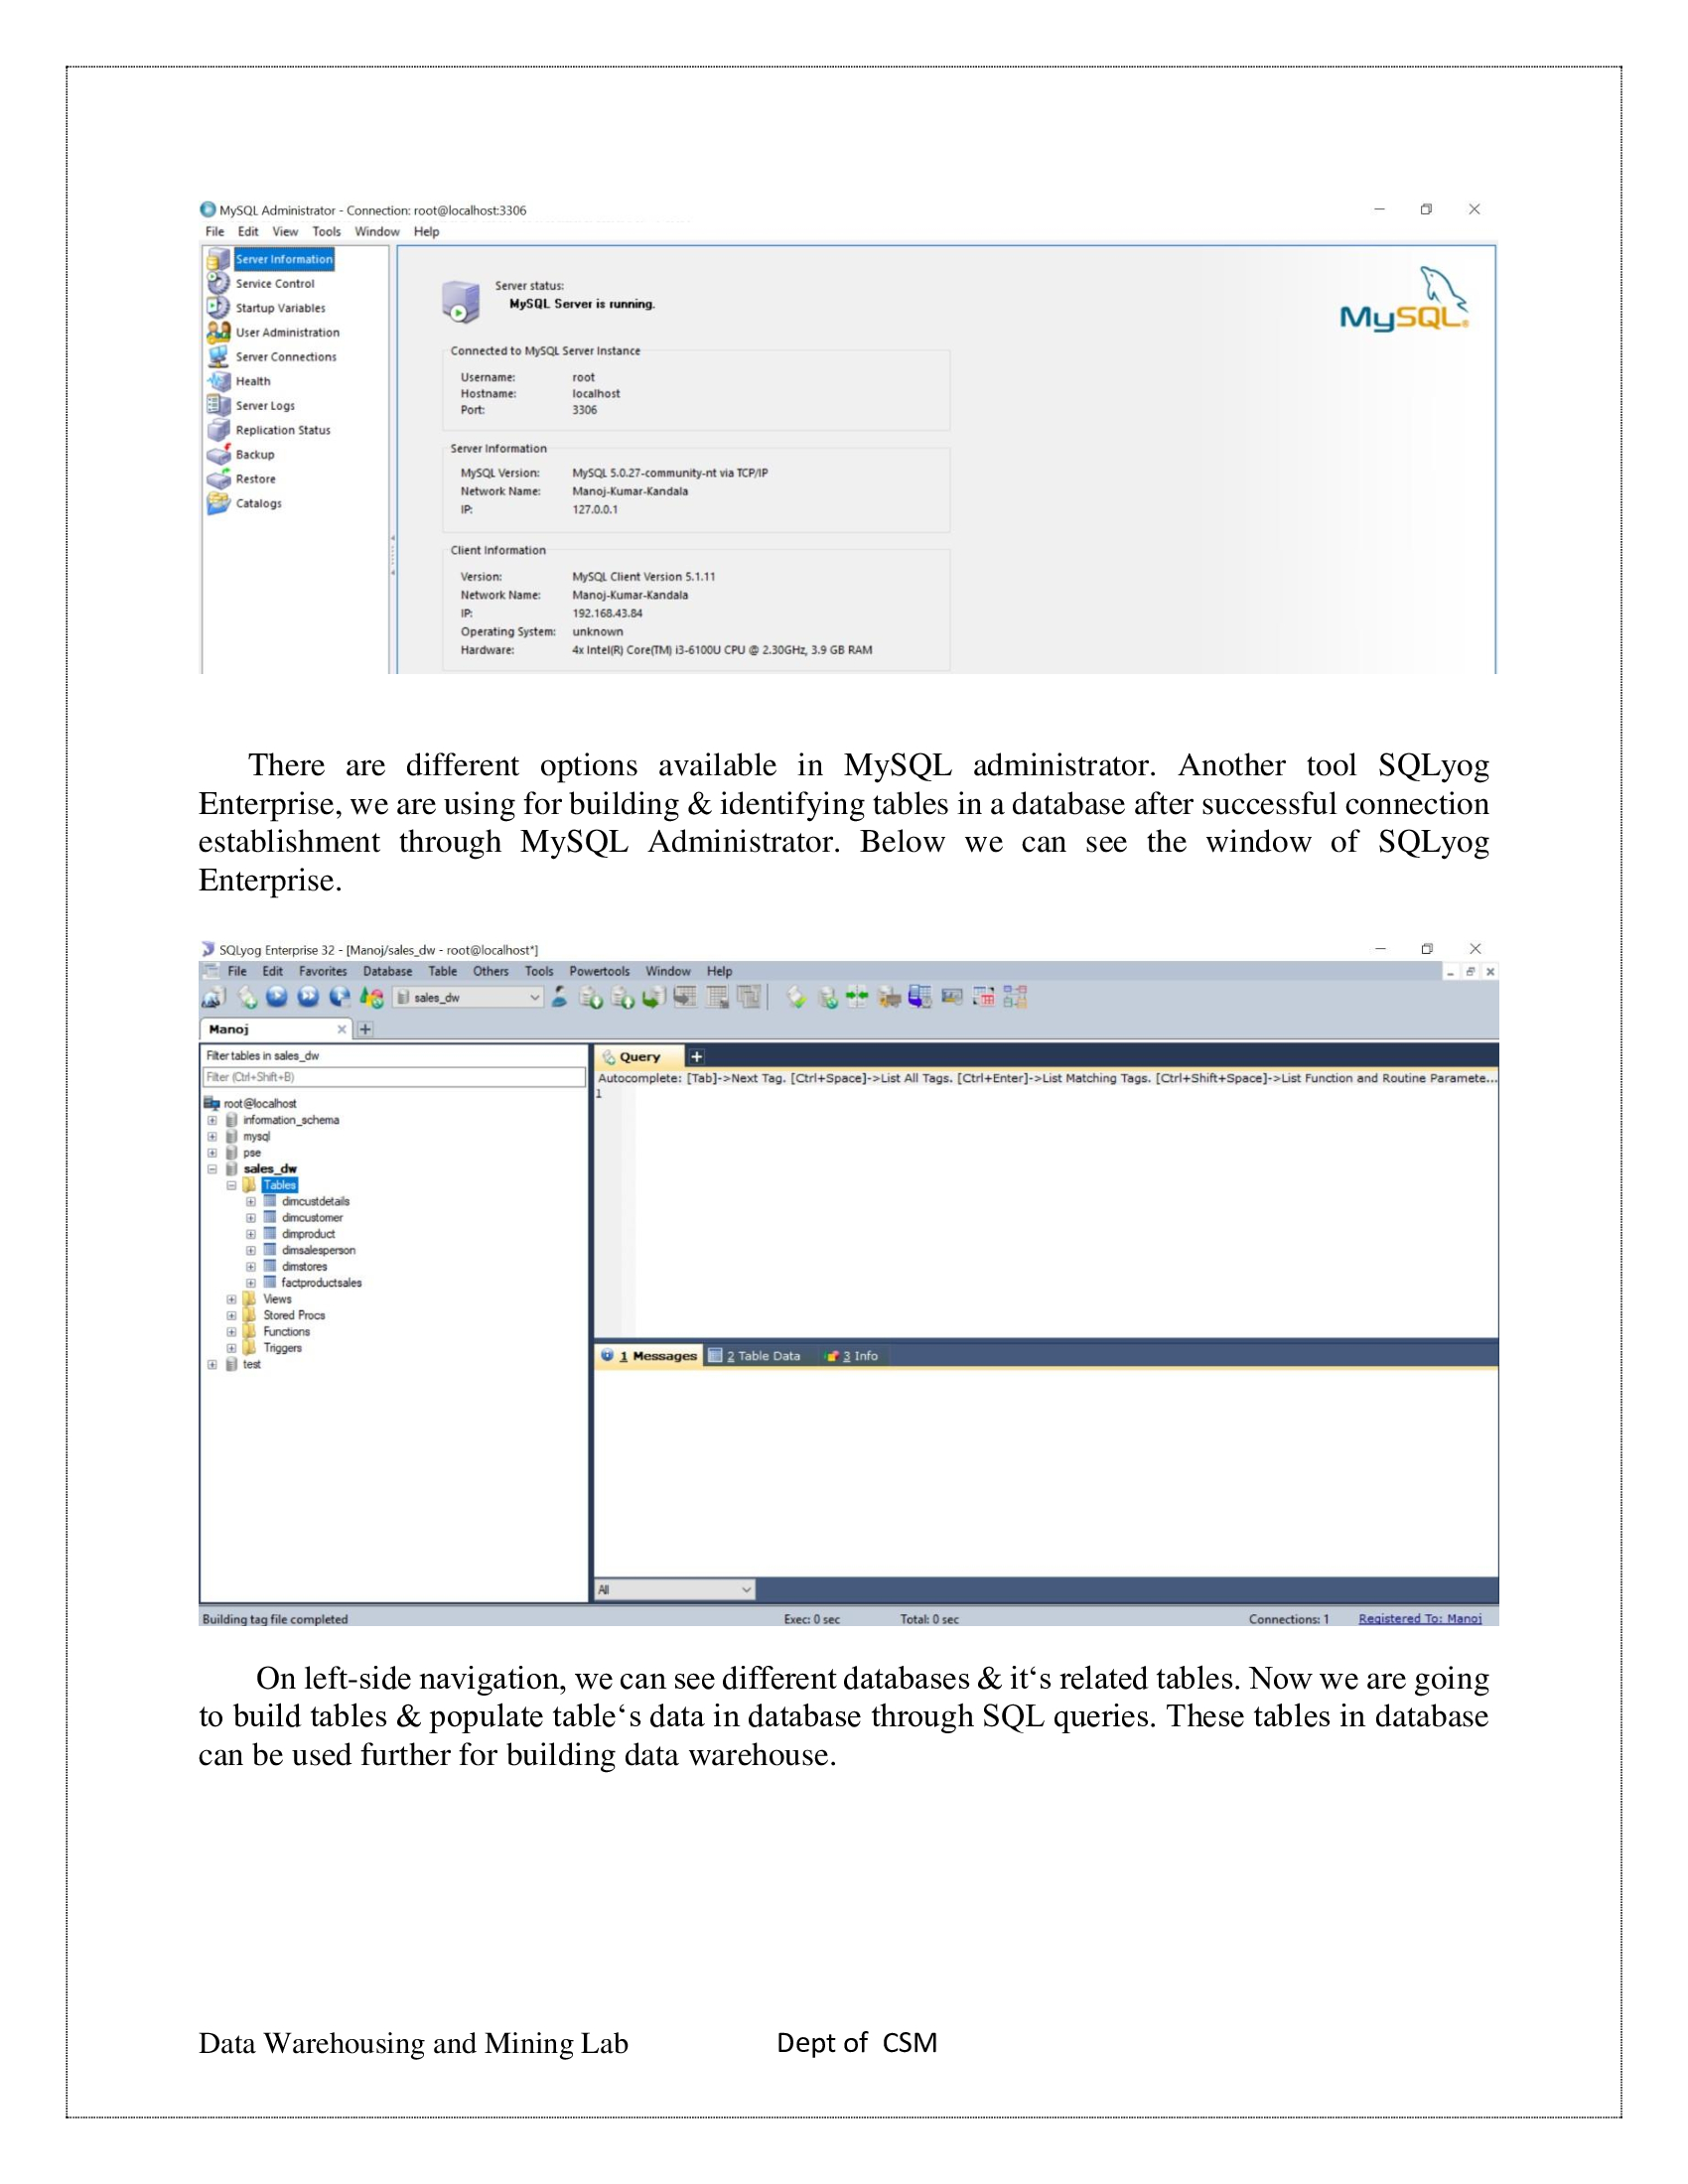 MySQL Administrator - Connection: root@localhost:3306
File Edit View Tools Window Help
Server Information
Service Control
Startup Variables
User Administration
Server Connections
Health
Server Logs
Replication Status
Backup
Restore
Catalogs
Server status:
MySQL Server is running.
MySQL®
Connected to MySQL Server Instance
Username: root
Hostname: localhost
Port: 3306
Server Information
MySQL Version: MySQL 5.0.27-community-nt via TCP/IP
Network Name: Manoj-Kumar-Kandala
IP: 127.0.0.1
Client Information
Version: MySQL Client Version 5.1.11
Network Name: Manoj-Kumar-Kandala
IP: 192.168.43.84
Operating System: unknown
Hardware: 4x Intel(R) Core(TM) i3-6100U CPU @ 2.30GHz, 3.9 GB RAM
There are different options available in MySQL administrator. Another tool SQLyog
Enterprise, we are using for building & identifying tables in a database after successful connection
establishment through MySQL Administrator. Below we can see the window of SQLyog
Enterprise.
SQLyog Enterprise 32 - [Manoj/sales_dw - root@localhost*]
File Edit Favorites Database Table Others Tools Powertools Window Help
sales_dw
Manoj
Filter tables in sales_dw
Filter (Ctrl+Shift+B)
root@localhost
information_schema
mysql
pse
sales_dw
Tables
dimcustdetails
dimcustomer
dimproduct
dimsalesperson
dimstores
factproductsales
Views
Stored Procs
Functions
Triggers
test
Query
Autocomplete: [Tab]->Next Tag. [Ctrl+Space]->List All Tags. [Ctrl+Enter]->List Matching Tags. [Ctrl+Shift+Space]->List Function and Routine Paramete...
1
1 Messages 2 Table Data 3 Info
All
Building tag file completed Exec: 0 sec Total: 0 sec Connections: 1 Registered To: Manoj
On left-side navigation, we can see different databases & it‘s related tables. Now we are going
to build tables & populate table‘s data in database through SQL queries. These tables in database
can be used further for building data warehouse.
Data Warehousing and Mining Lab Dept of CSM